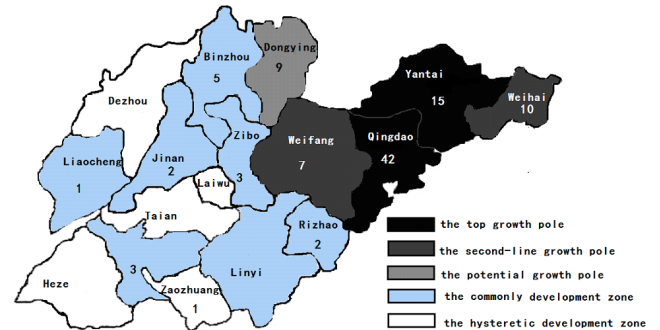 Dongying
9
Binzhou
5
Yantai
15
Weihai
10
Dezhou
Zibo
3
Weifang
7
Qingdao
42
Liaocheng
1
Jinan
2
Laiwu
Taian
Rizhao
2
3
Linyi
Heze
Zaozhuang
1
the top growth pole
the second-line growth pole
the potential growth pole
the commonly development zone
the hysteretic development zone